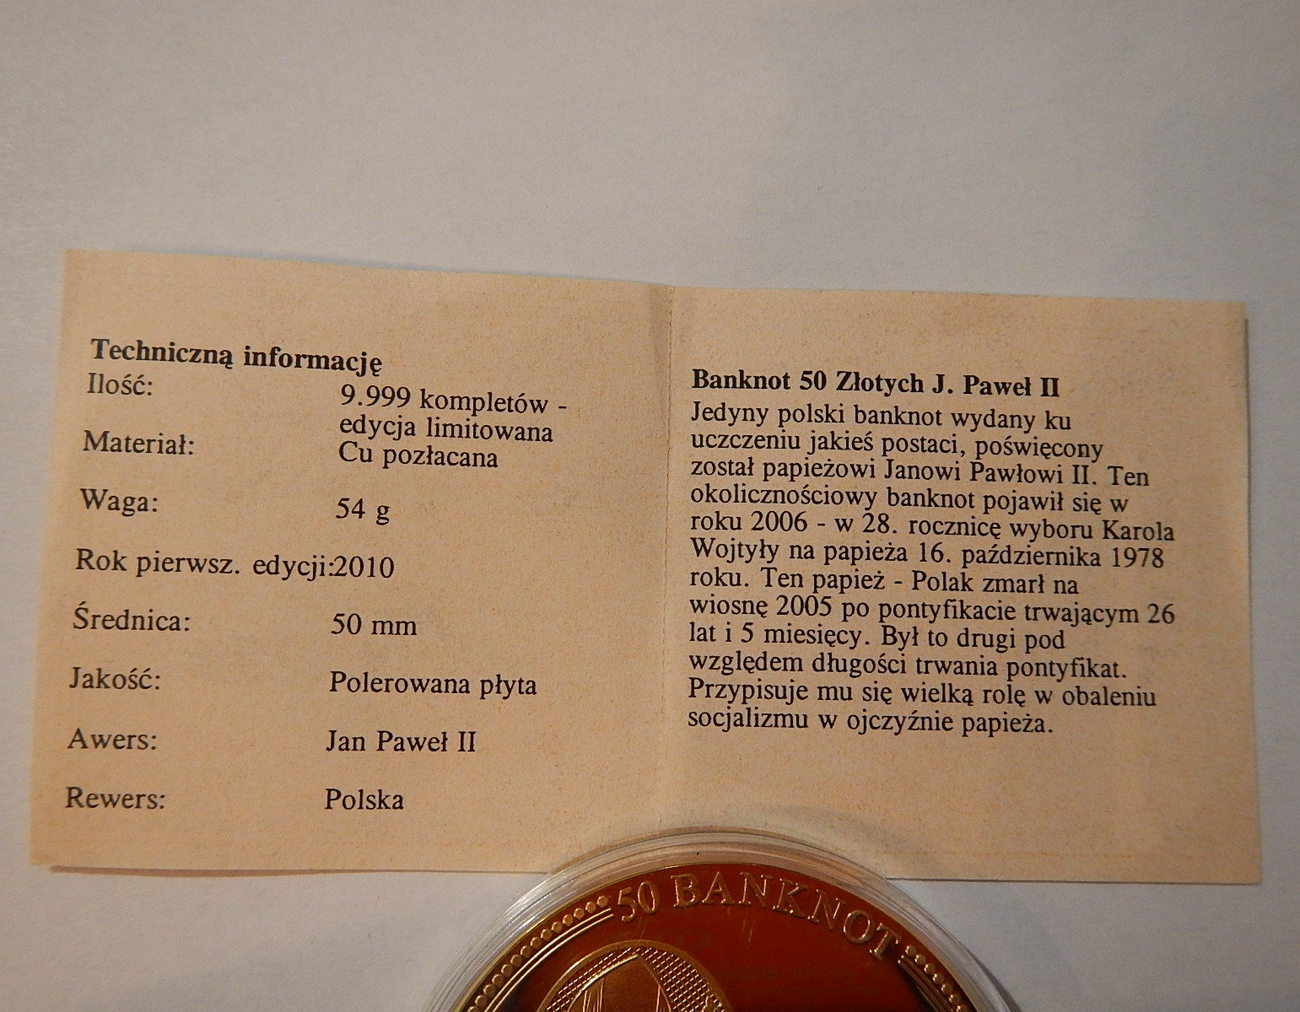 Techniczną informację
Ilość: 9.999 kompletów -
edycja limitowana
Materiał: Cu pozłacana
Waga: 54 g
Rok pierwsz. edycji:2010
Średnica: 50 mm
Jakość: Polerowana płyta
Awers: Jan Paweł II
Rewers: Polska
Banknot 50 Złotych J. Paweł II
Jedyny polski banknot wydany ku
uczczeniu jakieś postaci, poświęcony
został papieżowi Janowi Pawłowi II. Ten
okolicznościowy banknot pojawił się w
roku 2006 - w 28. rocznicę wyboru Karola
Wojtyły na papieża 16. października 1978
roku. Ten papież - Polak zmarł na
wiosnę 2005 po pontyfikacie trwającym 26
lat i 5 miesięcy. Był to drugi pod
względem długości trwania pontyfikat.
Przypisuje mu się wielką rolę w obaleniu
socjalizmu w ojczyźnie papieża.
50 BANKNOT